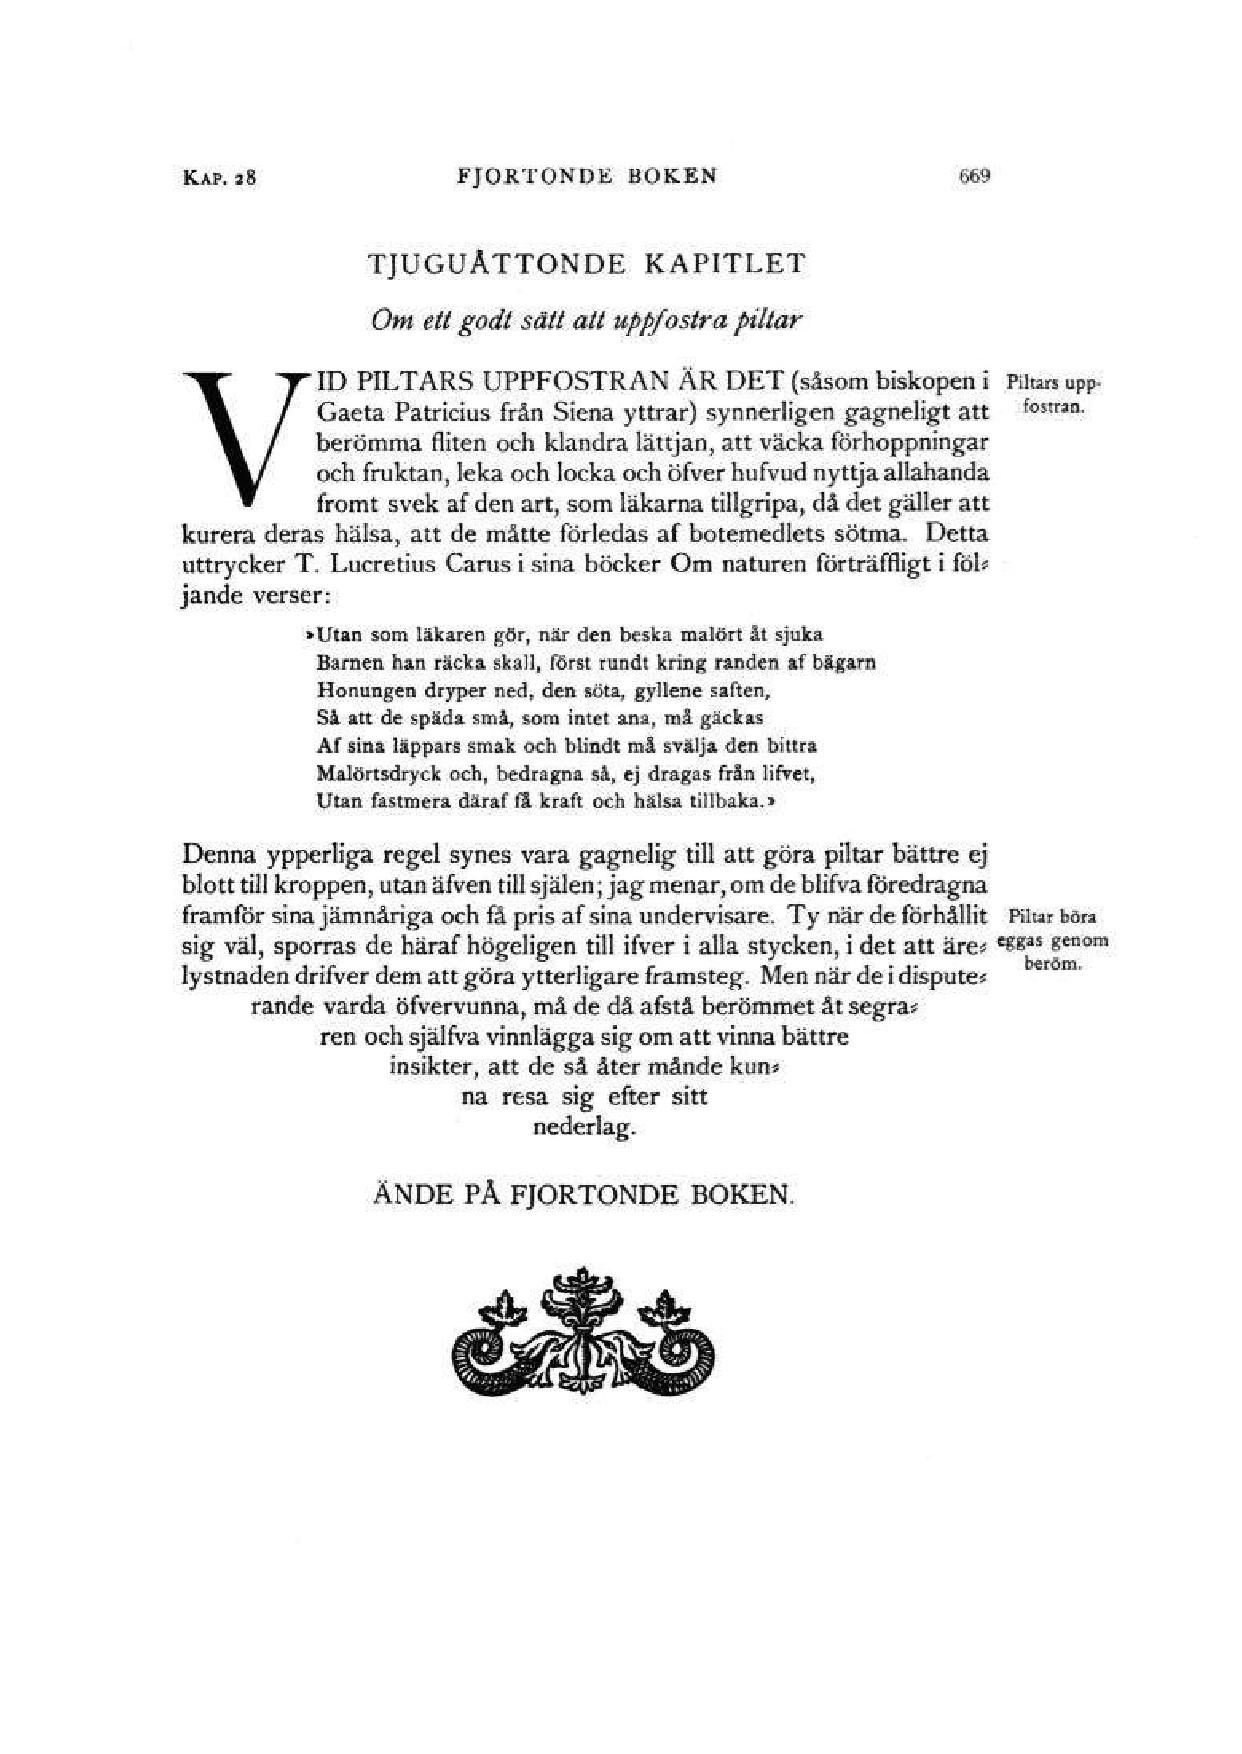 KAP. 28 FJORTONDE BOKEN 669
TJUGUÅTTONDE KAPITLET
Om ett godt sätt att uppfostra piltar
VID PILTARS UPPFOSTRAN ÄR DET (såsom biskopen i
Gaeta Patricius från Siena yttrar) synnerligen gagneligt att
berömma fliten och klandra lättjan, att väcka förhoppningar
och fruktan, leka och locka och öfver hufvud nyttja allahanda
fromt svek af den art, som läkarna tillgripa, då det gäller att
kurera deras hälsa, att de måtte förledas af botemedlets sötma. Detta
uttrycker T. Lucretius Carus i sina böcker Om naturen förträffligt i föl-
jande verser:
Piltars upp-
fostran.
»Utan som läkaren gör, när den beska malört åt sjuka
Barnen han räcka skall, först rundt kring randen af bägarn
Honungen dryper ned, den söta, gyllene saften,
Så att de späda små, som intet ana, må gäckas
Af sina läppars smak och blindt må svälja den bittra
Malörtsdryck och, bedragna så, ej dragas från lifvet,
Utan fastmera däraf få kraft och hälsa tillbaka.»
Denna ypperliga regel synes vara gagnelig till att göra piltar bättre ej
blott till kroppen, utan äfven till själen; jag menar, om de blifva föredragna
framför sina jämnåriga och få pris af sina undervisare. Ty när de förhållit
sig väl, sporras de häraf högeligen till ifver i alla stycken, i det att äre-
lystnaden drifver dem att göra ytterligare framsteg. Men när de i dispute-
rande varda öfvervunna, må de då afstå berömmet åt segra-
ren och själfva vinnlägga sig om att vinna bättre
insikter, att de så åter månde kun-
na resa sig efter sitt
nederlag.
Piltar böra
eggas genom
beröm.
ÄNDE PÅ FJORTONDE BOKEN.